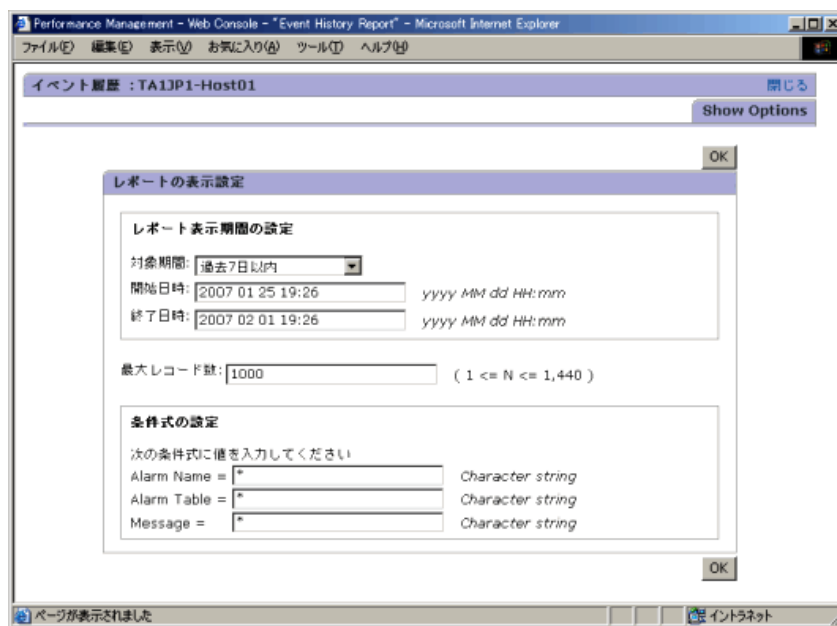 Performance Management - Web Console - "Event History Report" - Microsoft Internet Explorer
ファイル(F) 編集(E) 表示(V) お気に入り(A) ツール(T) ヘルプ(H)
イベント履歴 : TA1JP1-Host01 閉じる
Show Options
OK
レポートの表示設定
レポート表示期間の設定
対象期間: 過去7日以内
開始日時: 2007 01 25 19:26 yyyy MM dd HH:mm
終了日時: 2007 02 01 19:26 yyyy MM dd HH:mm
最大レコード数: 1000 ( 1 <= N <= 1,440 )
条件式の設定
次の条件式に値を入力してください
Alarm Name = * Character string
Alarm Table = * Character string
Message = * Character string
OK
ページが表示されました イントラネット